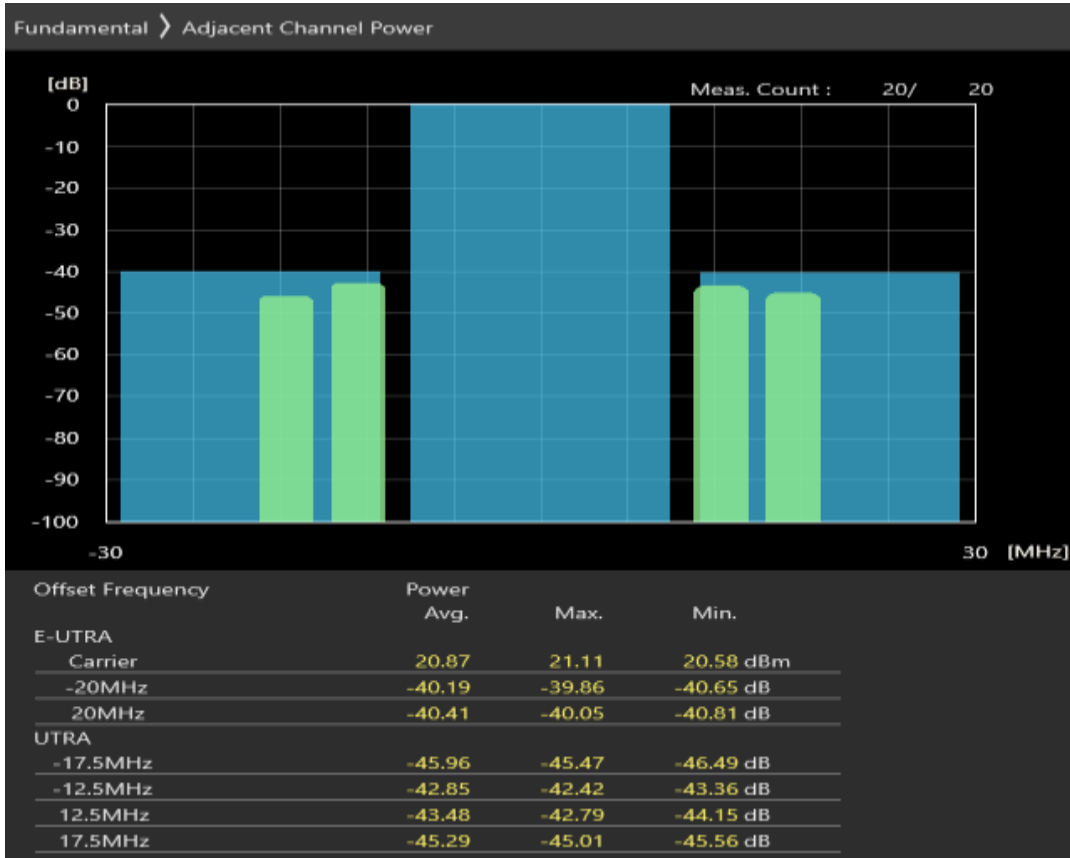 Fundamental 〉 Adjacent Channel Power
[dB]
Meas. Count : 20/ 20
0
-10
-20
-30
-40
-50
-60
-70
-80
-90
-100
-30 30 [MHz]
Offset Frequency Power
Avg. Max. Min.
E-UTRA
Carrier 20.87 21.11 20.58 dBm
-20MHz -40.19 -39.86 -40.65 dB
20MHz -40.41 -40.05 -40.81 dB
UTRA
-17.5MHz -45.96 -45.47 -46.49 dB
-12.5MHz -42.85 -42.42 -43.36 dB
12.5MHz -43.48 -42.79 -44.15 dB
17.5MHz -45.29 -45.01 -45.56 dB